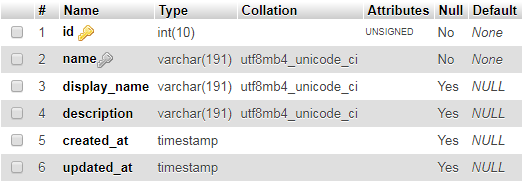 # Name Type Collation Attributes Null Default
1 id int(10) UNSIGNED No None
2 name varchar(191) utf8mb4_unicode_ci No None
3 display_name varchar(191) utf8mb4_unicode_ci Yes NULL
4 description varchar(191) utf8mb4_unicode_ci Yes NULL
5 created_at timestamp Yes NULL
6 updated_at timestamp Yes NULL